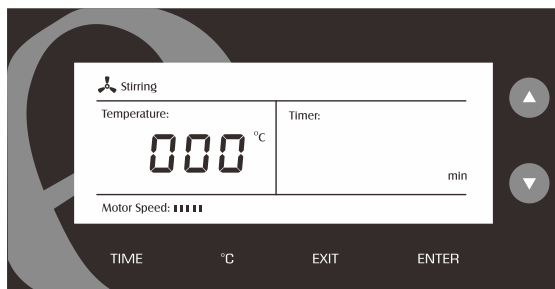 Stirring
Temperature:
000 °C
Timer:
min
Motor Speed:
TIME °C EXIT ENTER